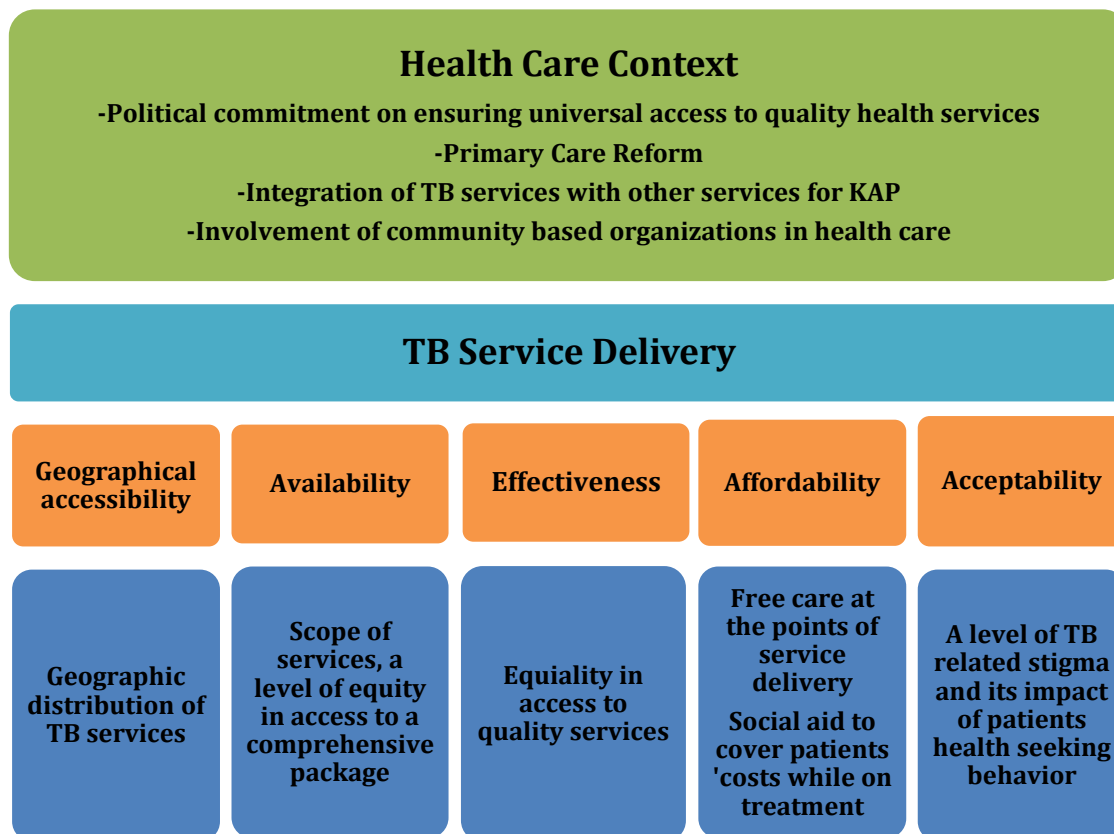 Health Care Context
-Political commitment on ensuring universal access to quality health services
-Primary Care Reform
-Integration of TB services with other services for KAP
-Involvement of community based organizations in health care
TB Service Delivery
Geographical
accessibility
Availability
Effectiveness
Affordability
Acceptability
Geographic
distribution of
TB services
Scope of
services, a
level of equity
in access to a
comprehensive
package
Equiality in
access to
quality services
Free care at
the points of
service
delivery
Social aid to
cover patients
'costs while on
treatment
A level of TB
related stigma
and its impact
of patients
health seeking
behavior